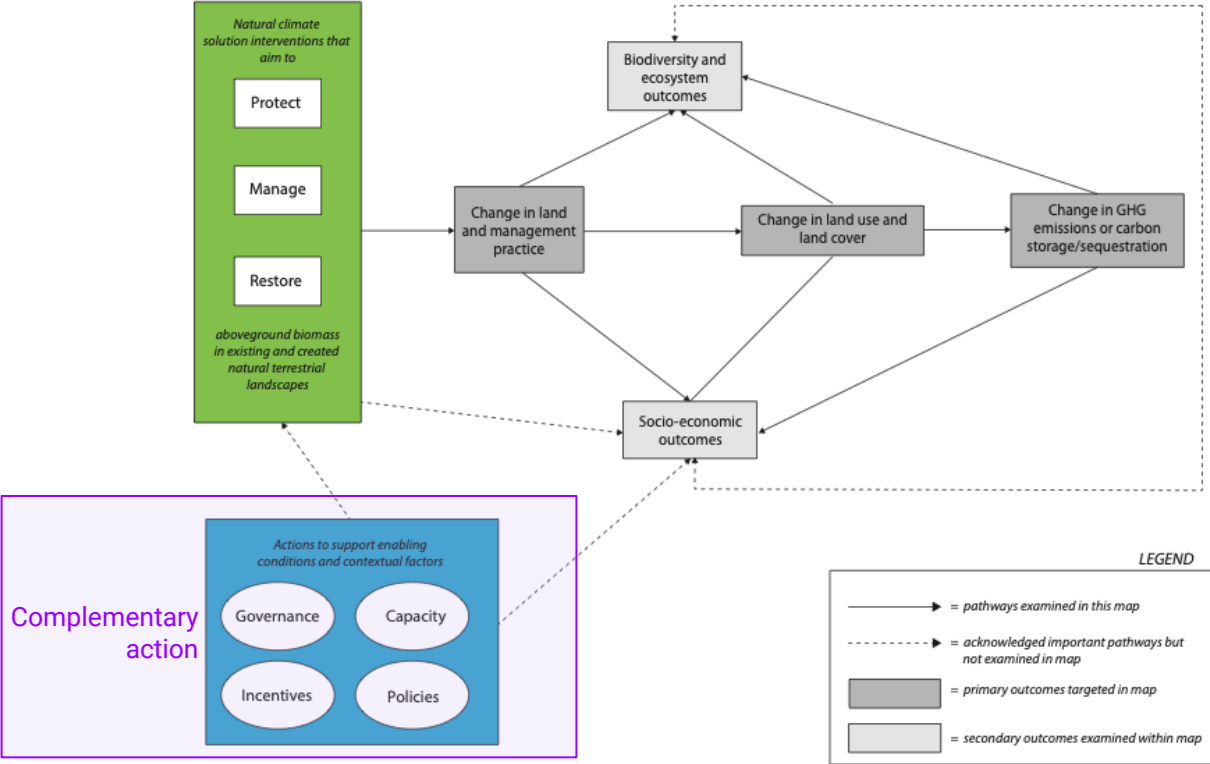 Natural climate
solution interventions that
aim to
Protect
Manage
Restore
aboveground biomass
in existing and created
natural terrestrial
landscapes
Biodiversity and
ecosystem
outcomes
Change in land
and management
practice
Change in land use and
land cover
Change in GHG
emissions or carbon
storage/sequestration
Socio-economic
outcomes
Complementary
action
Actions to support enabling
conditions and contextual factors
Governance
Capacity
Incentives
Policies
LEGEND
= pathways examined in this map
= acknowledged important pathways but
not examined in map
= primary outcomes targeted in map
= secondary outcomes examined within map